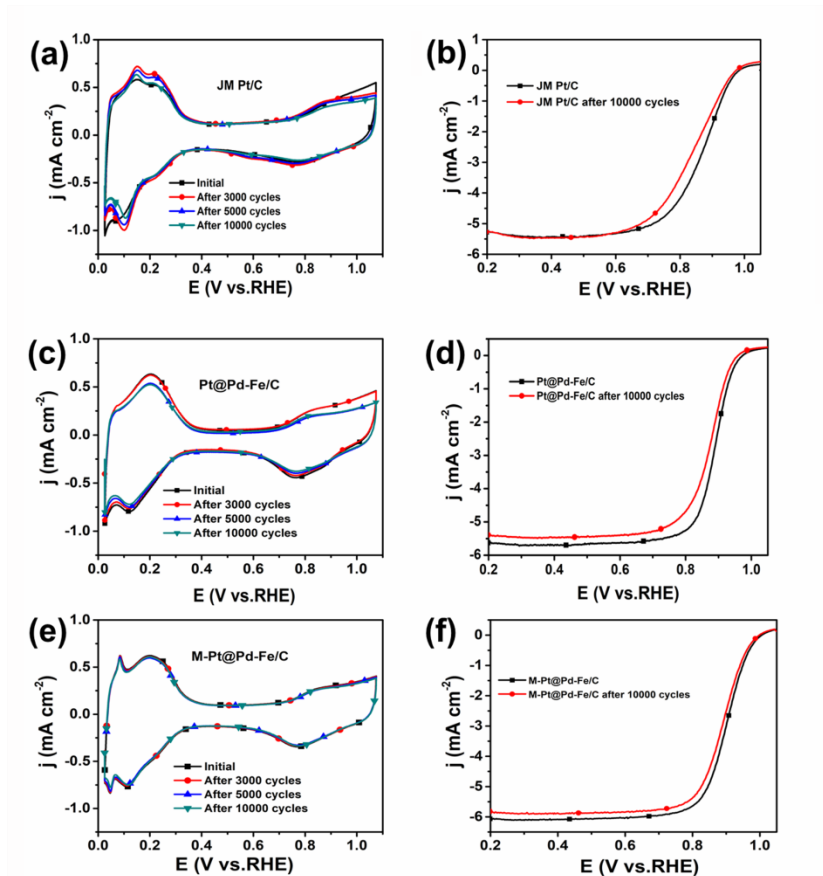 (a)
JM Pt/C
j (mA cm-2)
1.0
0.5
0.0
-0.5
-1.0
Initial
After 3000 cycles
After 5000 cycles
After 10000 cycles
0.0 0.2 0.4 0.6 0.8 1.0
E (V vs.RHE)
(b)
JM Pt/C
JM Pt/C after 10000 cycles
j (mA cm-2)
0
-1
-2
-3
-4
-5
-6
0.2 0.4 0.6 0.8 1.0
E (V vs.RHE)
(c)
Pt@Pd-Fe/C
j (mA cm-2)
1.0
0.5
0.0
-0.5
-1.0
Initial
After 3000 cycles
After 5000 cycles
After 10000 cycles
0.0 0.2 0.4 0.6 0.8 1.0
E (V vs.RHE)
(d)
Pt@Pd-Fe/C
Pt@Pd-Fe/C after 10000 cycles
j (mA cm-2)
0
-1
-2
-3
-4
-5
-6
0.2 0.4 0.6 0.8 1.0
E (V vs.RHE)
(e)
M-Pt@Pd-Fe/C
j (mA cm-2)
1.0
0.5
0.0
-0.5
-1.0
Initial
After 3000 cycles
After 5000 cycles
After 10000 cycles
0.0 0.2 0.4 0.6 0.8 1.0
E (V vs.RHE)
(f)
M-Pt@Pd-Fe/C
M-Pt@Pd-Fe/C after 10000 cycles
j (mA cm-2)
0
-1
-2
-3
-4
-5
-6
0.2 0.4 0.6 0.8 1.0
E (V vs.RHE)